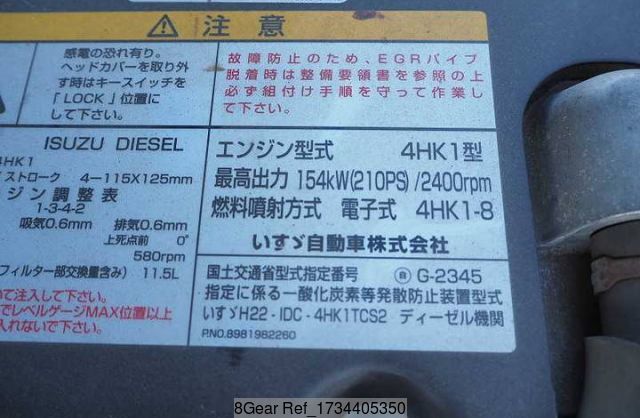 注 意
感電の恐れ有り。
ヘッドカバーを取り外
す時はキースイッチを
「LOCK」位置に
して下さい。
故障防止のため、EGRパイプ
脱着時は整備要領書を参照の上
必ず組付け手順を守って作業し
て下さい。
ISUZU DIESEL
4HK1
ストローク 4－115X125mm
ジン調整表
1-3-4-2
吸気0.6mm 排気0.6mm
上死点前 0°
580rpm
フィルター部交換量含み) 11.5L
いて注入して下さい。
でレベルゲージMAX位置以上
入しないで下さい。
エンジン型式 4HK1型
最高出力 154kW(210PS) /2400rpm
燃料噴射方式 電子式 4HK1-8
いすゞ自動車株式会社
国土交通省型式指定番号 G-2345
指定に係る一酸化炭素等発散防止装置型式
いすゞH22 - IDC - 4HK1TCS2 ディーゼル機関
P.NO.8981982260
8Gear Ref_1734405350